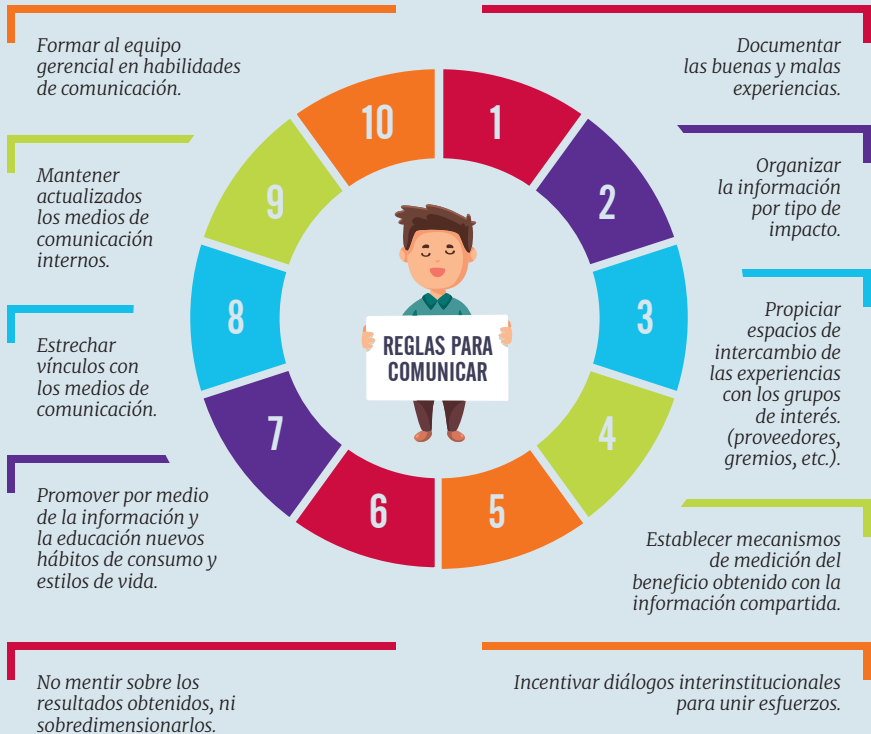 Formar al equipo
gerencial en habilidades
de comunicación.
Mantener
actualizados
los medios de
comunicación
internos.
Estrechar
vínculos con
los medios de
comunicación.
Promover por medio
de la información y
la educación nuevos
hábitos de consumo y
estilos de vida.
No mentir sobre los
resultados obtenidos, ni
sobredimensionarlos.
10
1
9
2
8
3
7
4
6
5
REGLAS PARA
COMUNICAR
Documentar
las buenas y malas
experiencias.
Organizar
la información
por tipo de
impacto.
Propiciar
espacios de
intercambio de
las experiencias
con los grupos
de interés.
(proveedores,
gremios, etc.).
Establecer mecanismos
de medición del
beneficio obtenido con la
información compartida.
Incentivar diálogos interinstitucionales
para unir esfuerzos.